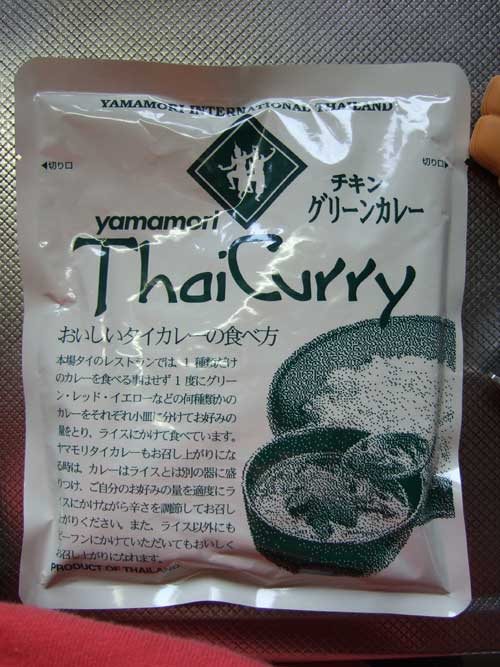 YAMAMORI INTERNATIONAL THAILAND
◀切り口
切り口▶
チキン
グリーンカレー
yamamori
ThaiCurry
おいしいタイカレーの食べ方
本場タイのレストランでは1種類だけ
のカレーを食べる事はせず1度にグリー
ン・レッド・イエローなどの何種類かの
カレーをそれぞれ小皿に分けてお好みの
量をとり、ライスにかけて食べています。
ヤマモリタイカレーもお召し上がりにな
る時は、カレーはライスとは別の器に盛
りつけ、ご自分のお好みの量を適度にラ
イスにかけながら辛さを調節してお召し
上がりください。また、ライス以外にも
ビーフンにかけていただいてもおいしく
お召し上がりになれます。
PRODUCT OF THAILAND